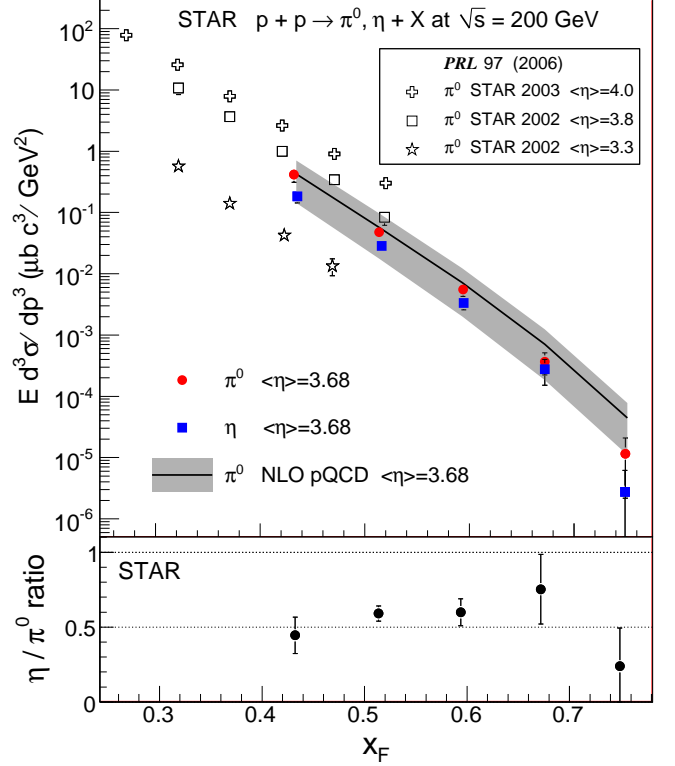 STAR p + p → π⁰, η + X at √s = 200 GeV
PRL 97 (2006)
π⁰ STAR 2003 <η>=4.0
π⁰ STAR 2002 <η>=3.8
π⁰ STAR 2002 <η>=3.3
E d³σ/ dp³ (μb c³/ GeV²)
10²
10
1
10⁻¹
10⁻²
10⁻³
10⁻⁴
10⁻⁵
10⁻⁶
π⁰ <η>=3.68
η <η>=3.68
π⁰ NLO pQCD <η>=3.68
STAR
η / π⁰ ratio
1
0.5
0
0.3 0.4 0.5 0.6 0.7
x_F